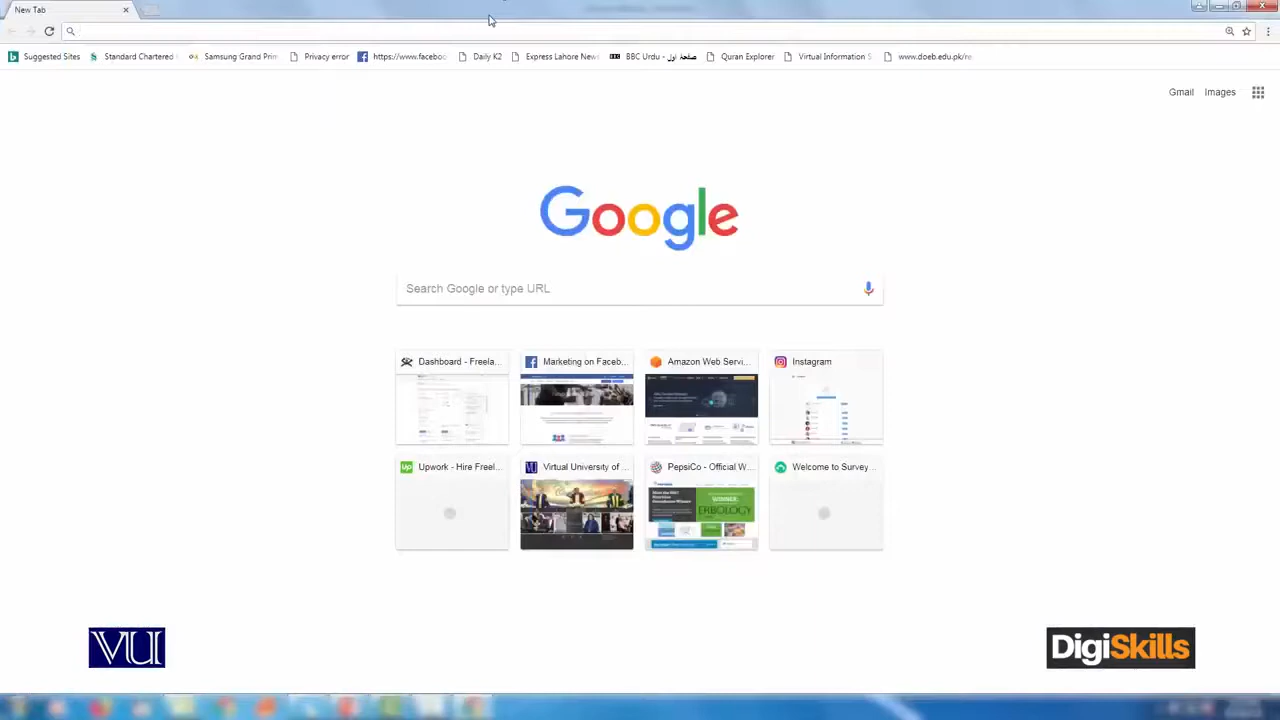 New Tab
Suggested Sites
Standard Chartered
Samsung Grand Prim
Privacy error
https://www.faceboo
Daily K2
Express Lahore New
BBC Urdu - صفحۂ اول
Quran Explorer
Virtual Information S
www.doeb.edu.pk/re
Gmail Images
Google
Search Google or type URL
Dashboard - Freela...
Marketing on Faceb...
Amazon Web Servi...
Instagram
Upwork - Hire Freel...
Virtual University of ...
PepsiCo - Official W...
Welcome to Survey...
WINNER
ERBOLOGY
VU
DigiSkills